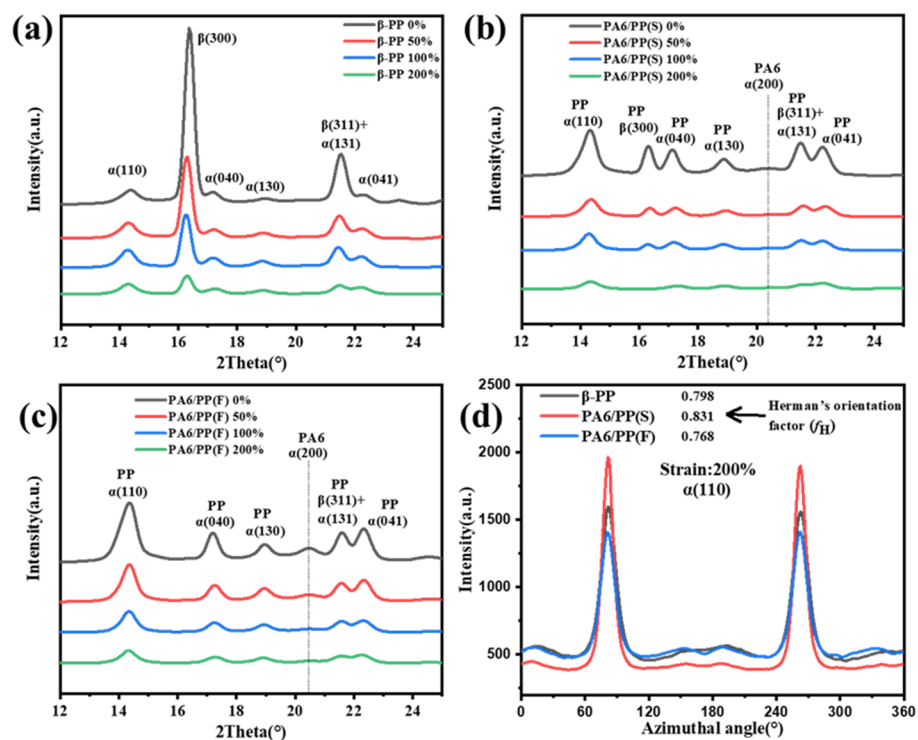 (a)
β-PP 0%
β-PP 50%
β-PP 100%
β-PP 200%
β(300)
β(311)+
α(131)
α(110)
α(040)
α(130)
α(041)
Intensity(a.u.)
12 14 16 18 20 22 24
2Theta(°)
(b)
PA6/PP(S) 0%
PA6/PP(S) 50%
PA6/PP(S) 100%
PA6/PP(S) 200%
PA6
α(200)
PP
α(110)
PP
β(300)
PP
α(040)
PP
α(130)
PP
β(311)+
α(131)
PP
α(041)
Intensity(a.u.)
12 14 16 18 20 22 24
2Theta(°)
(c)
PA6/PP(F) 0%
PA6/PP(F) 50%
PA6/PP(F) 100%
PA6/PP(F) 200%
PA6
α(200)
PP
α(110)
PP
α(040)
PP
α(130)
PP
β(311)+
α(131)
PP
α(041)
Intensity(a.u.)
12 14 16 18 20 22 24
2Theta(°)
(d)
β-PP 0.798
PA6/PP(S) 0.831
PA6/PP(F) 0.768
Herman's orientation
factor (fH)
Strain:200%
α(110)
Intensity(a.u.)
2500
2000
1500
1000
500
0 60 120 180 240 300 360
Azimuthal angle(°)